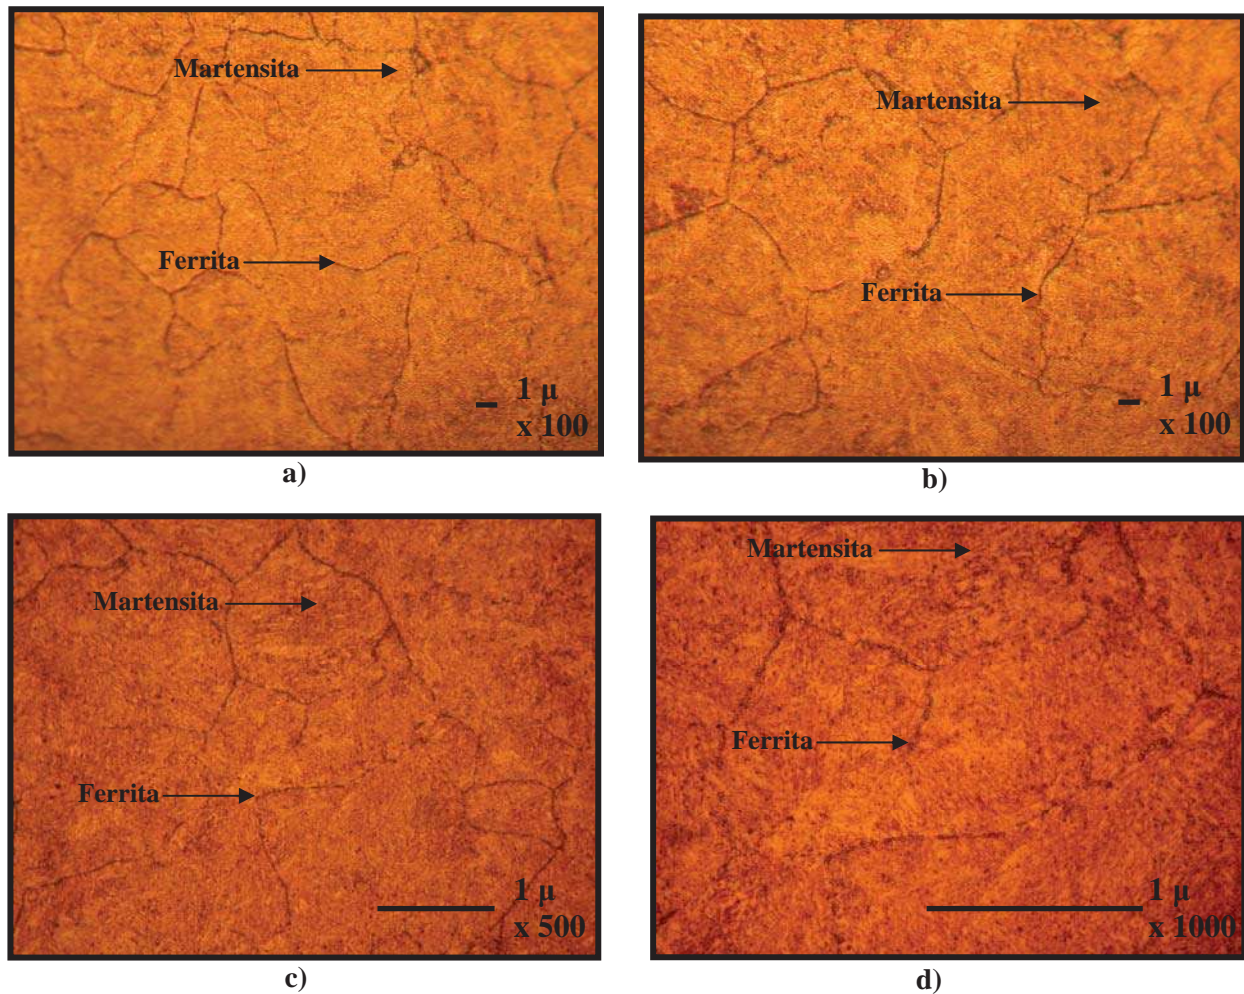 Martensita
Ferrita
1 µ
x 100
a)
Martensita
Ferrita
1 µ
x 100
b)
Martensita
Ferrita
1 µ
x 500
c)
Martensita
Ferrita
1 µ
x 1000
d)